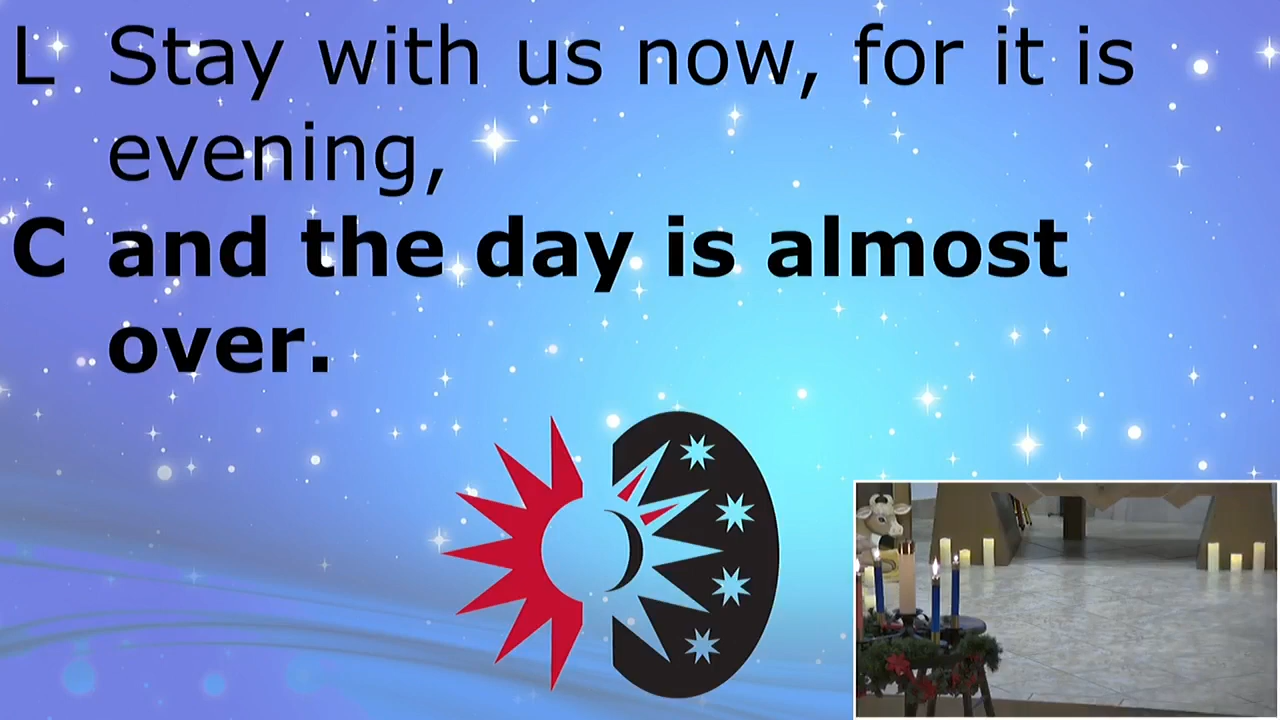 L Stay with us now, for it is
evening,
C and the day is almost
over.